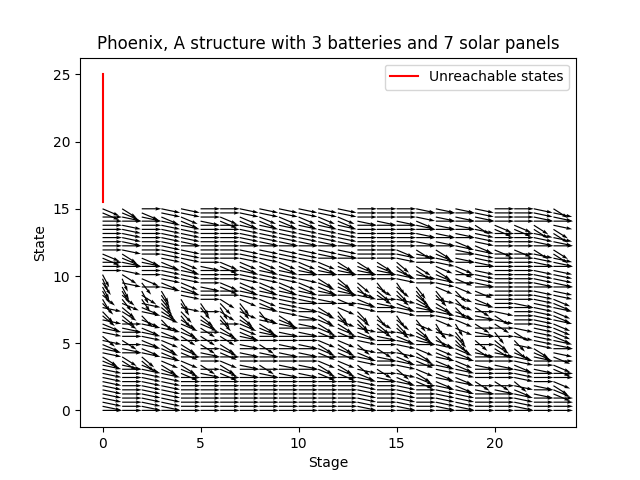 Phoenix, A structure with 3 batteries and 7 solar panels
Unreachable states
25
20
15
10
5
0
State
0 5 10 15 20
Stage